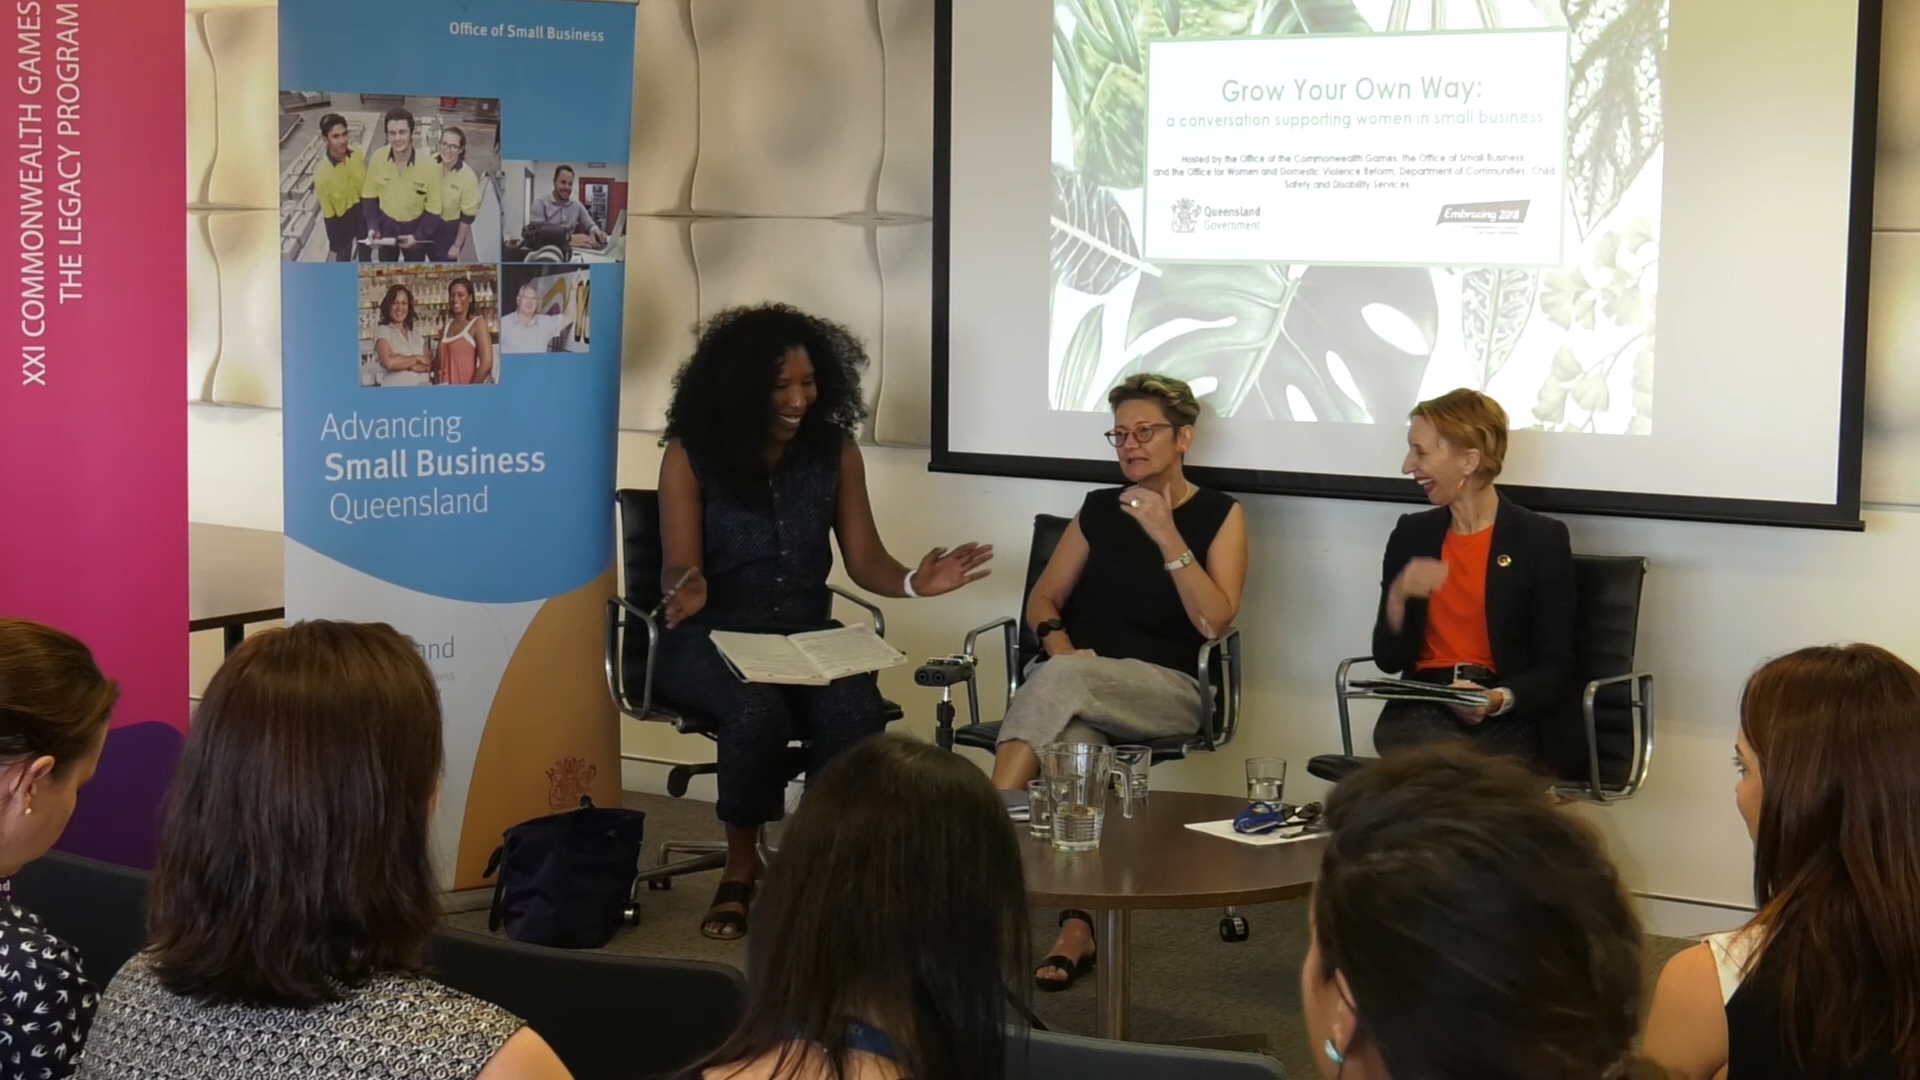 XXI COMMONWEALTH GAMES
THE LEGACY PROGRAM
Office of Small Business
Advancing
Small Business
Queensland
Grow Your Own Way:
a conversation supporting women in small business
Hosted by the Office of the Commonwealth Games, the Office of Small Business
and the Office for Women and Domestic Violence Reform, Department of Communities, Child
Safety and Disability Services
Queensland
Government
Embracing 2018
and
ness